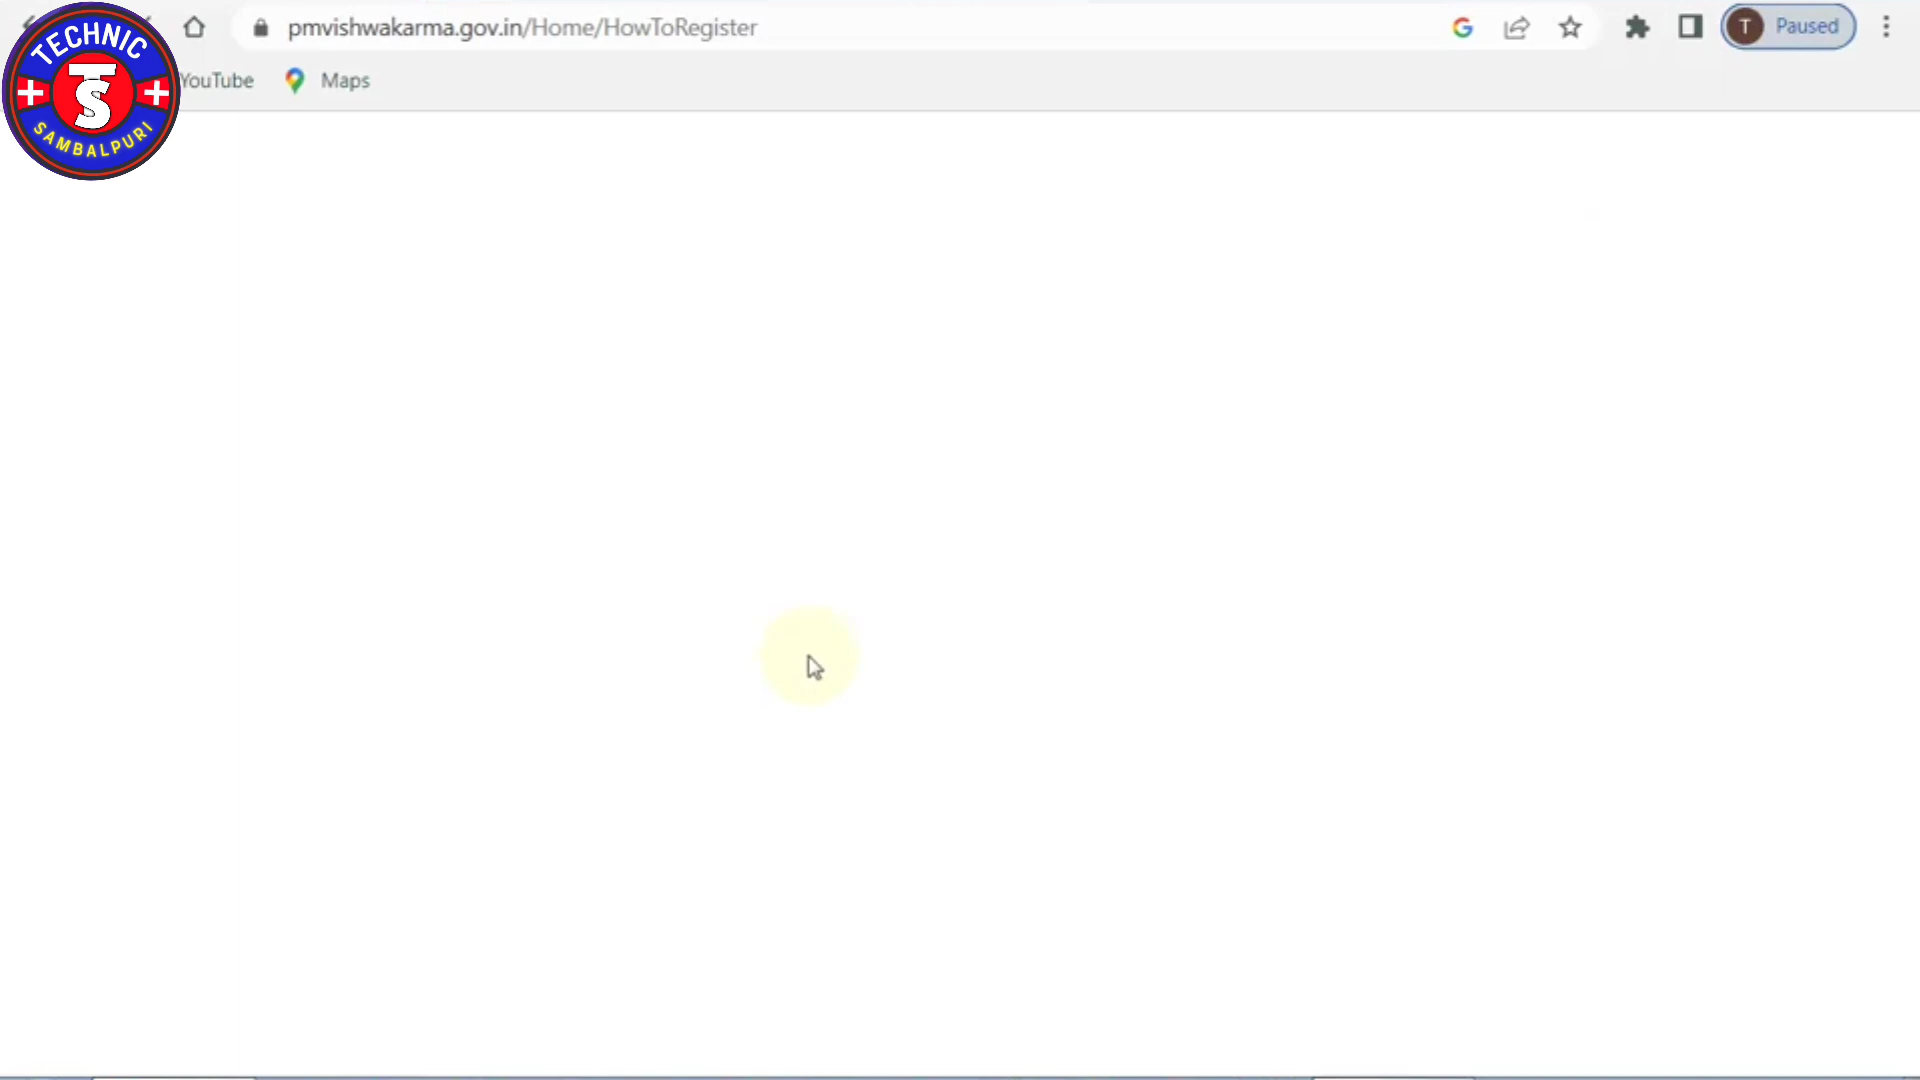 TECHNIC
TS
SAMBALPURI
pmvishwakarma.gov.in/Home/HowToRegister
T
Paused
YouTube
Maps